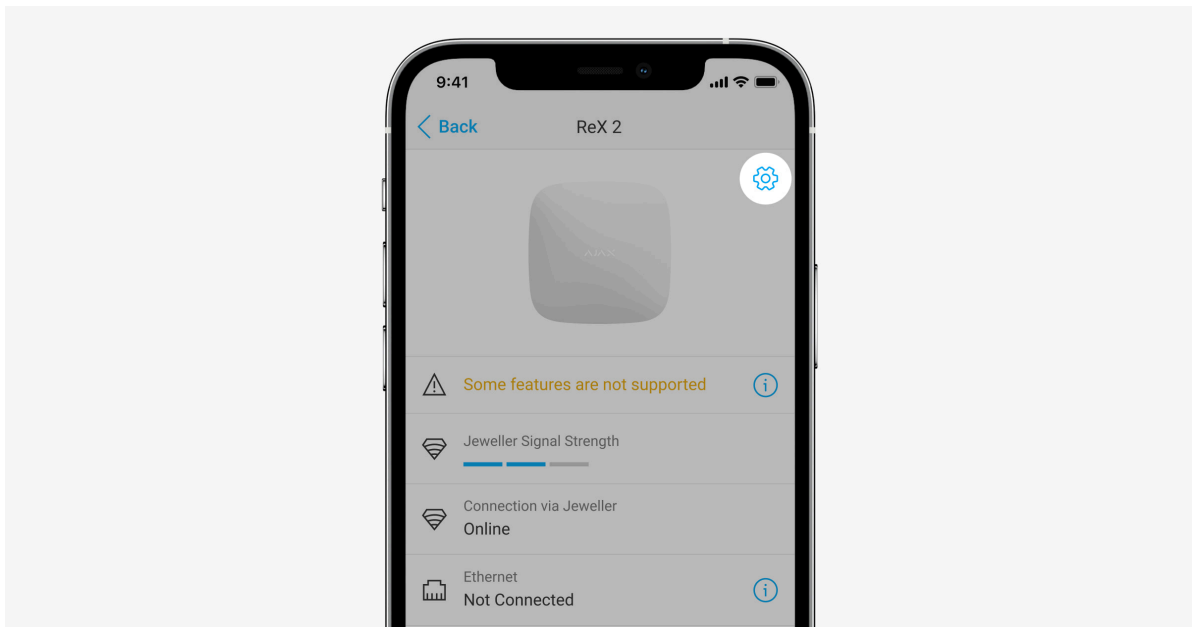 9:41
Back
ReX 2
AJAX
Some features are not supported
Jeweller Signal Strength
Connection via Jeweller
Online
Ethernet
Not Connected